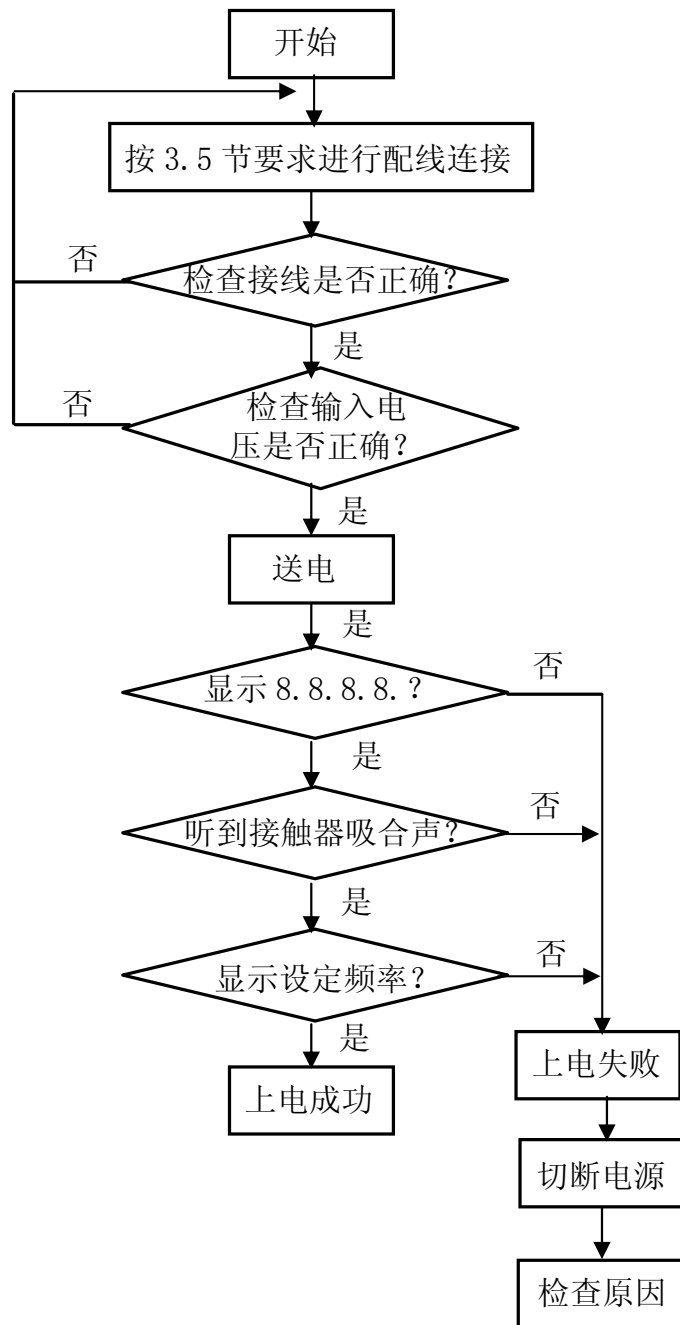 开始
按 3.5 节要求进行配线连接
否
检查接线是否正确？
是
否
检查输入电
压是否正确？
是
送电
是
否
显示 8.8.8.8.？
是
否
听到接触器吸合声？
是
否
显示设定频率？
是
上电失败
上电成功
切断电源
检查原因